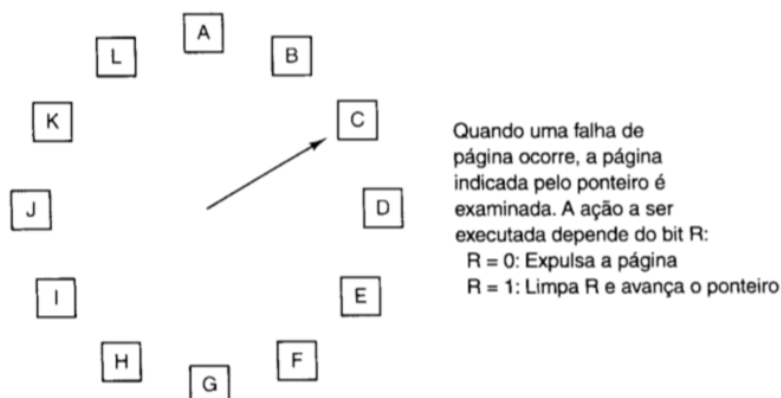 A
L
B
K
C
J
D
I
E
H
F
G
Quando uma falha de
página ocorre, a página
indicada pelo ponteiro é
examinada. A ação a ser
executada depende do bit R:
R = 0: Expulsa a página
R = 1: Limpa R e avança o ponteiro